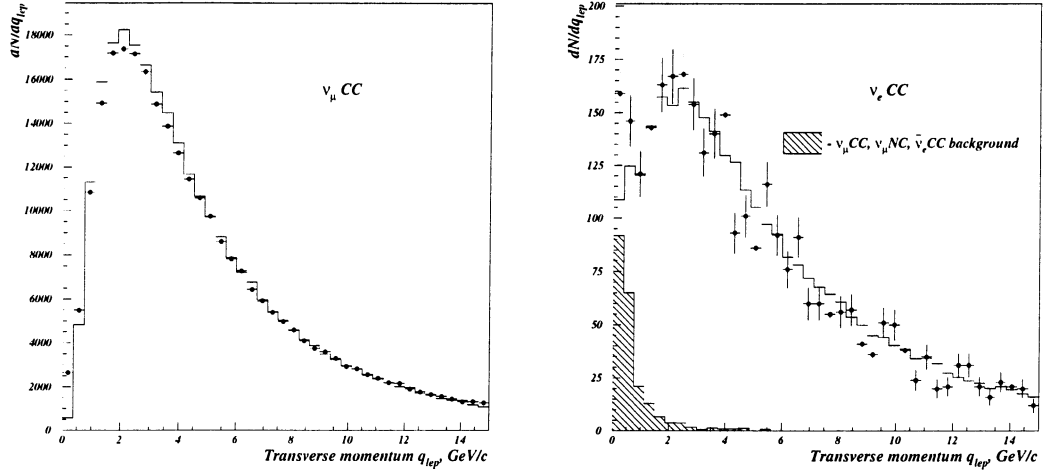 dN/dq_lep
18000
16000
14000
12000
10000
8000
6000
4000
2000
0
ν_μ CC
0 2 4 6 8 10 12 14
Transverse momentum q_lep, GeV/c
dN/dq_lep
200
175
150
125
100
75
50
25
0
ν_e CC
- ν_μCC, ν_μNC, ν̄_eCC background
0 2 4 6 8 10 12 14
Transverse momentum q_lep, GeV/c